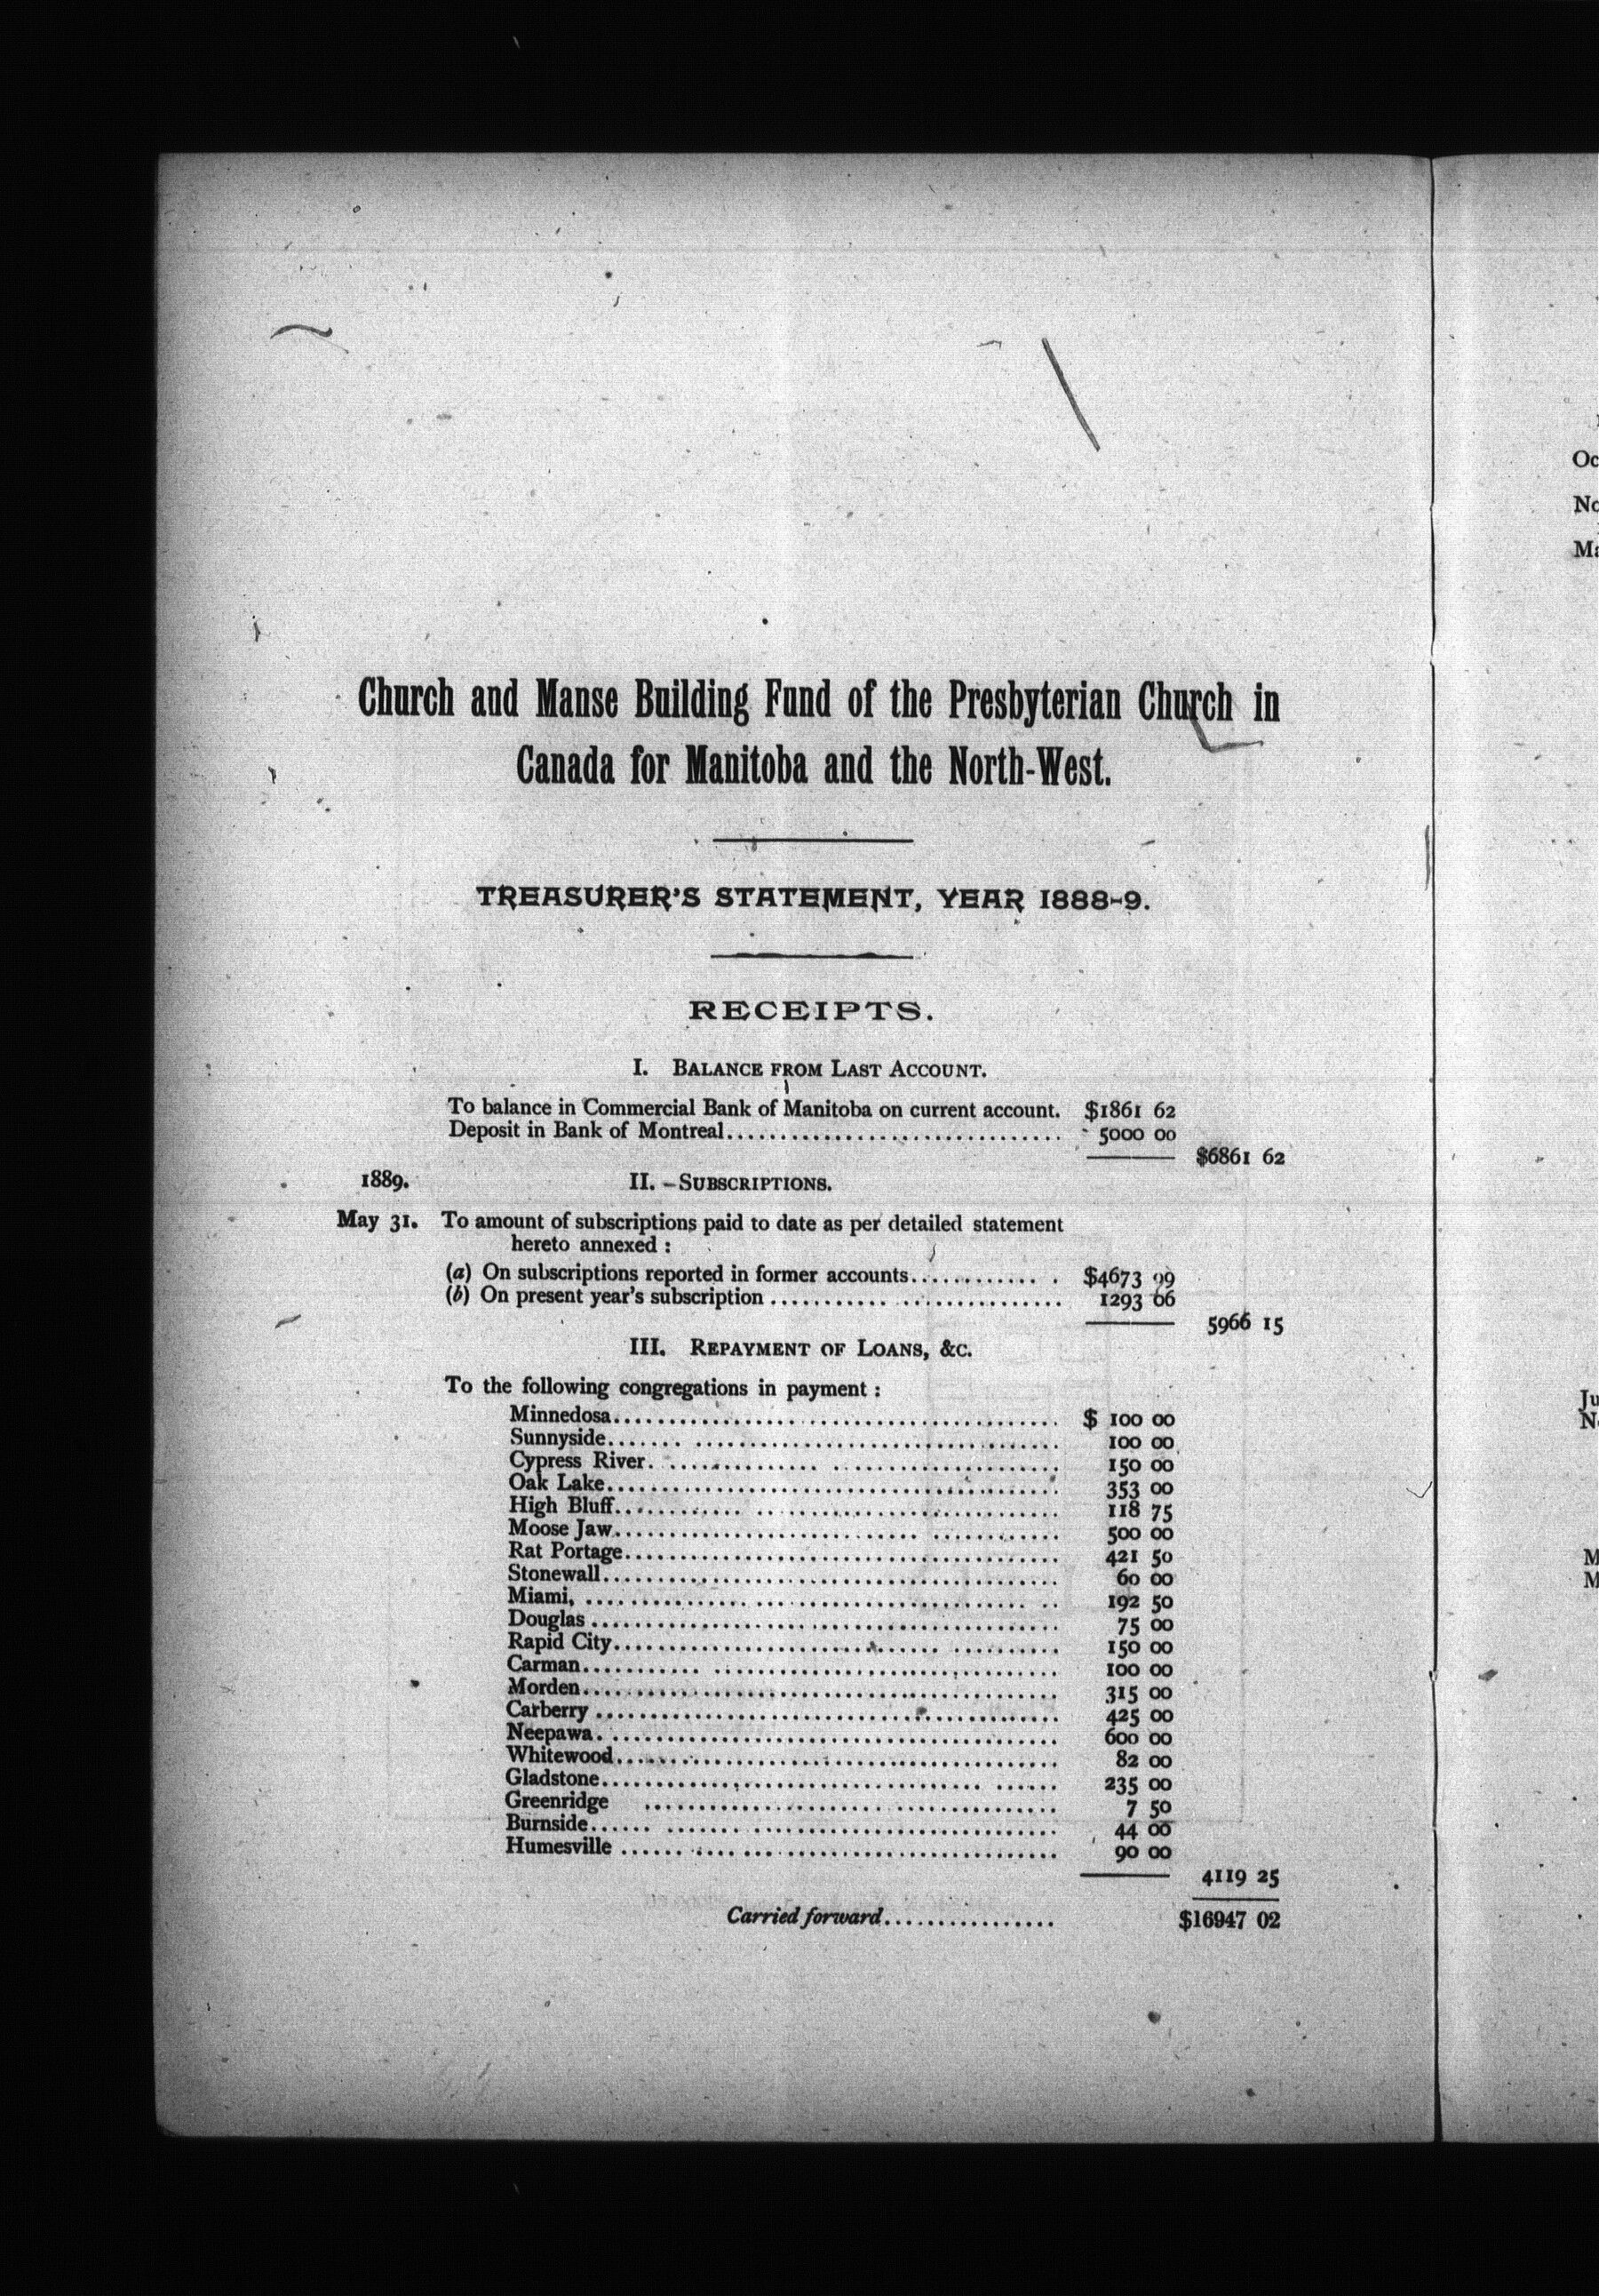 Church and Manse Building Fund of the Presbyterian Church in
Canada for Manitoba and the North-West.
TREASURER'S STATEMENT, YEAR 1888-9.
RECEIPTS.
I. BALANCE FROM LAST ACCOUNT.
To balance in Commercial Bank of Manitoba on current account. $1861 62
Deposit in Bank of Montreal.............................. 5000 00
$6861 62
1889. II.-SUBSCRIPTIONS.
May 31. To amount of subscriptions paid to date as per detailed statement
hereto annexed :
(a) On subscriptions reported in former accounts............ . $4673 09
(b) On present year's subscription ........... .............. 1293 06
5966 15
III. REPAYMENT OF LOANS, &C.
To the following congregations in payment :
Minnedosa........................................ $ 100 00
Sunnyside....... ................................. 100 00
Cypress River. .............. ..................... 150 00
Oak Lake.......................................... 353 00
High Bluff............ ............................ 118 75
Moose Jaw............................ ............ 500 00
Rat Portage........................................ 421 50
Stonewall.......................................... 60 00
Miami, ............... ......................... .. 192 50
Douglas ........................................... 75 00
Rapid City.............................. .......... 150 00
Carman........... ................................ 100 00
Morden............................................ 315 00
Carberry .......................................... 425 00
Neepawa. ......................................... 600 00
Whitewood......................................... 82 00
Gladstone.................................. ...... 235 00
Greenridge ....................... ............... 7 50
Burnside...... ....... ............................ 44 00
Humesville ...... .... ... ........................ 90 00
4119 25
Carried forward................ $16947 02
Oc
No
Ma
Ju
N
M
M